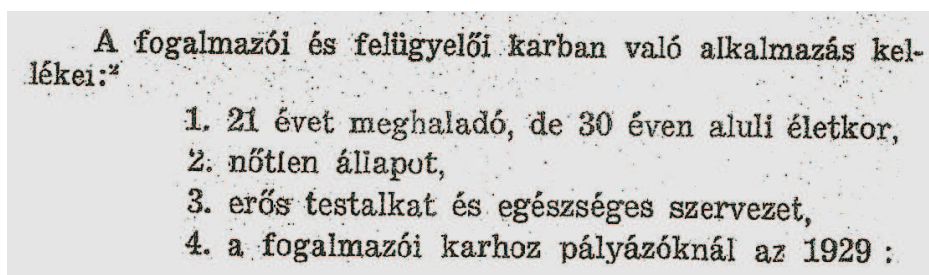 A fogalmazói és felügyelői karban való alkalmazás kel-
lékei:²
1. 21 évet meghaladó, de 30 éven aluli életkor,
2. nőtlen állapot,
3. erős testalkat és egészséges szervezet,
4. a fogalmazói karhoz pályázóknál az 1929 :